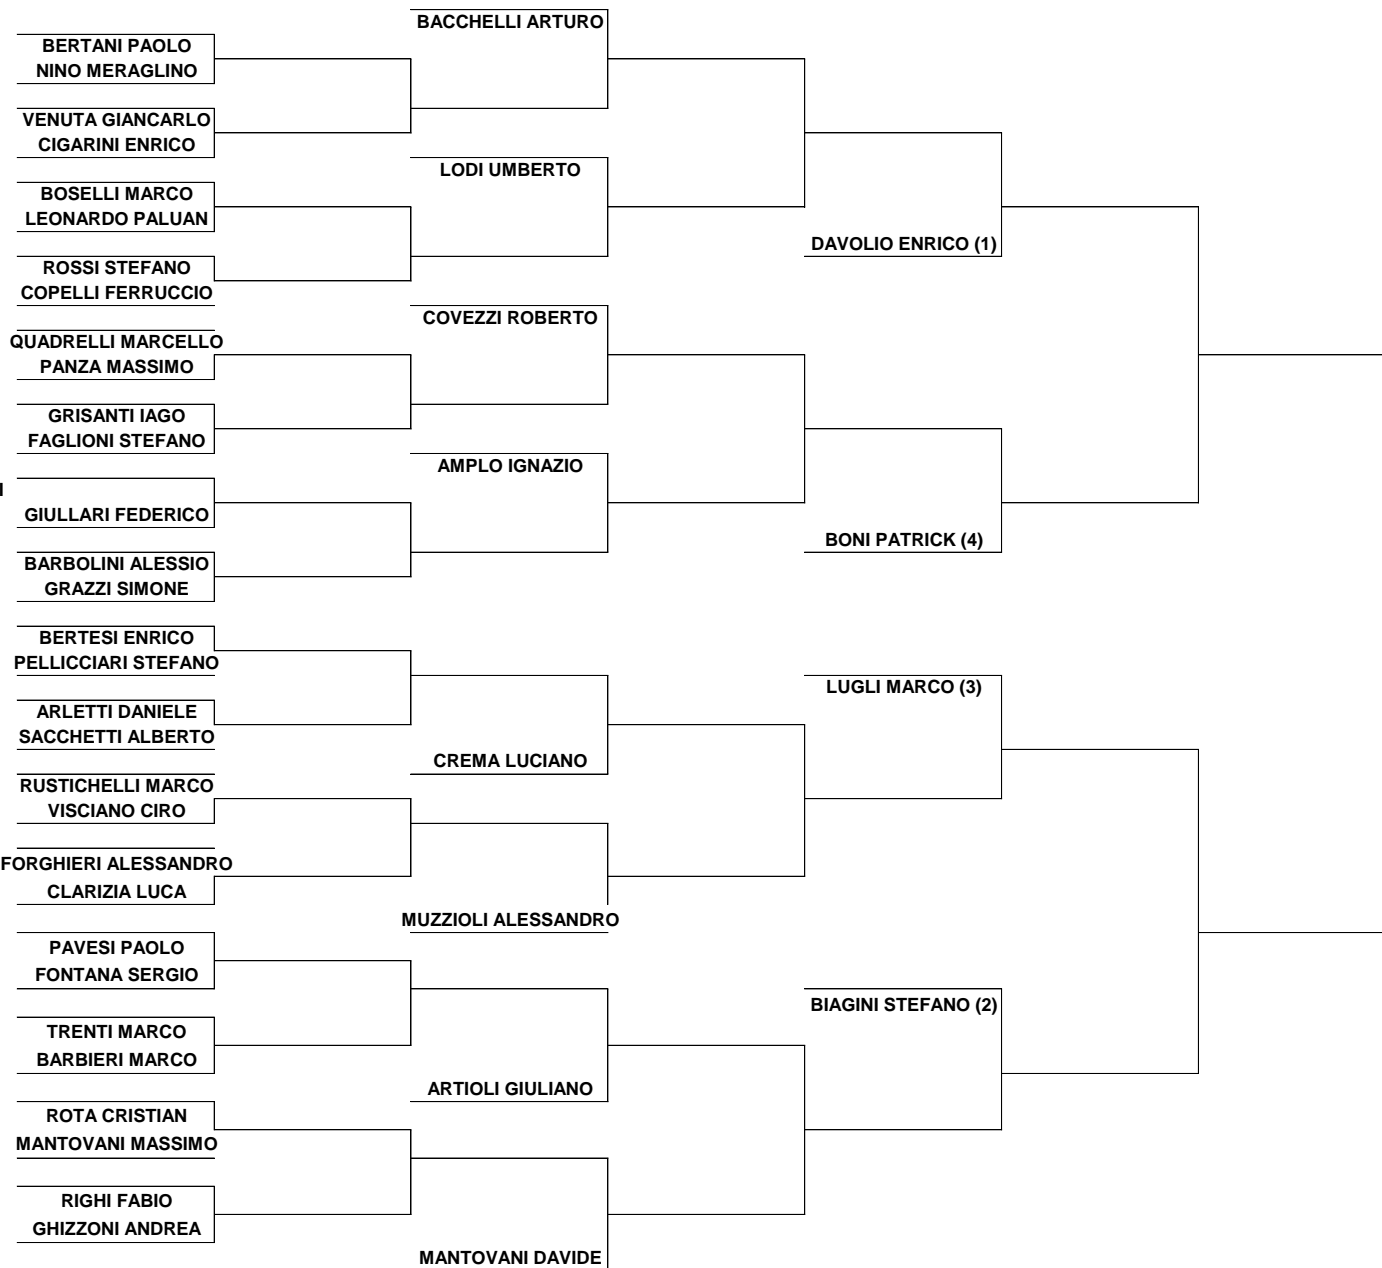 BACCHELLI ARTURO
BERTANI PAOLO
NINO MERAGLINO
VENUTA GIANCARLO
CIGARINI ENRICO
LODI UMBERTO
BOSELLI MARCO
LEONARDO PALUAN
DAVOLIO ENRICO (1)
ROSSI STEFANO
COPELLI FERRUCCIO
COVEZZI ROBERTO
QUADRELLI MARCELLO
PANZA MASSIMO
GRISANTI IAGO
FAGLIONI STEFANO
AMPLO IGNAZIO
GIULLARI FEDERICO
BONI PATRICK (4)
BARBOLINI ALESSIO
GRAZZI SIMONE
BERTESI ENRICO
PELLICCIARI STEFANO
LUGLI MARCO (3)
ARLETTI DANIELE
SACCHETTI ALBERTO
CREMA LUCIANO
RUSTICHELLI MARCO
VISCIANO CIRO
FORGHIERI ALESSANDRO
CLARIZIA LUCA
MUZZIOLI ALESSANDRO
PAVESI PAOLO
FONTANA SERGIO
BIAGINI STEFANO (2)
TRENTI MARCO
BARBIERI MARCO
ARTIOLI GIULIANO
ROTA CRISTIAN
MANTOVANI MASSIMO
RIGHI FABIO
GHIZZONI ANDREA
MANTOVANI DAVIDE